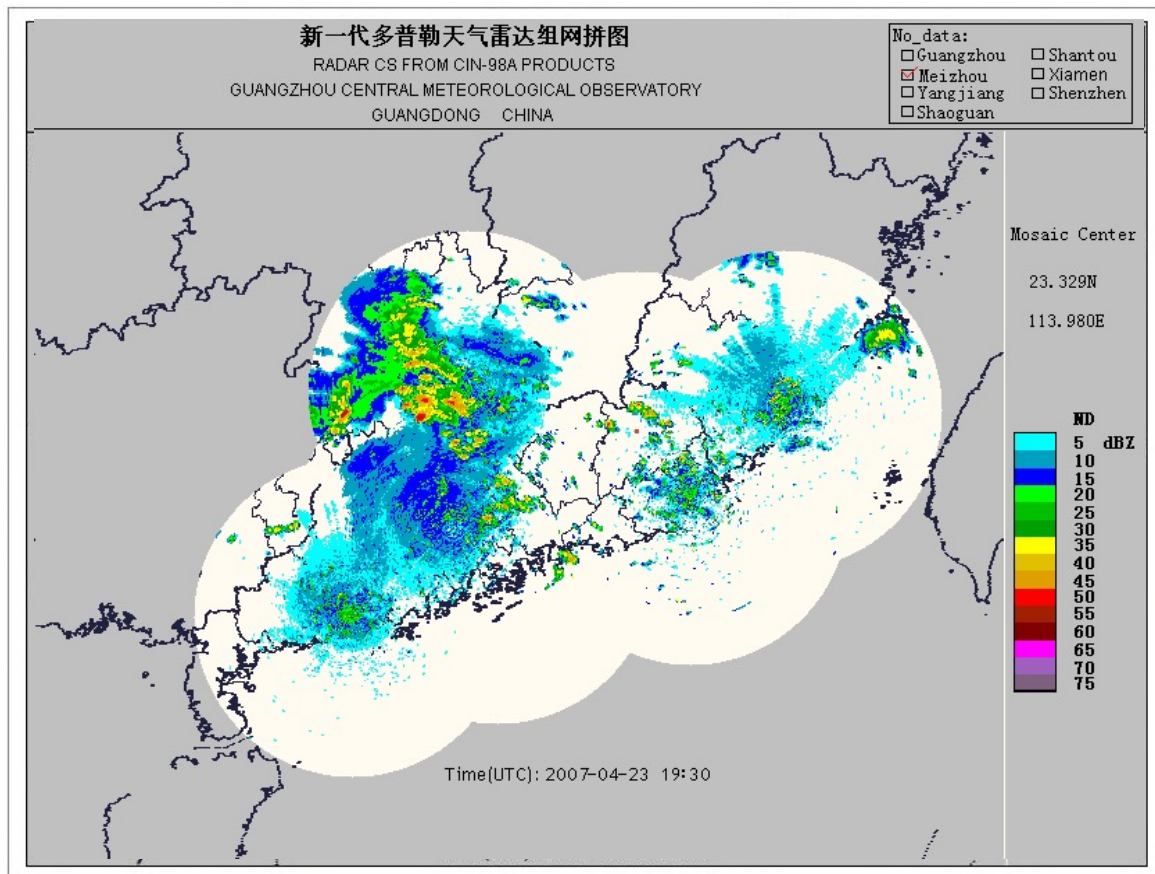 新一代多普勒天气雷达组网拼图
RADAR CS FROM CIN-98A PRODUCTS
GUANGZHOU CENTRAL METEOROLOGICAL OBSERVATORY
GUANGDONG CHINA
No_data:
Guangzhou Shantou
Meizhou Xiamen
Yangjiang Shenzhen
Shaoguan
Mosaic Center
23.329N
113.980E
ND
5 dBZ
10
15
20
25
30
35
40
45
50
55
60
65
70
75
Time(UTC): 2007-04-23 19:30